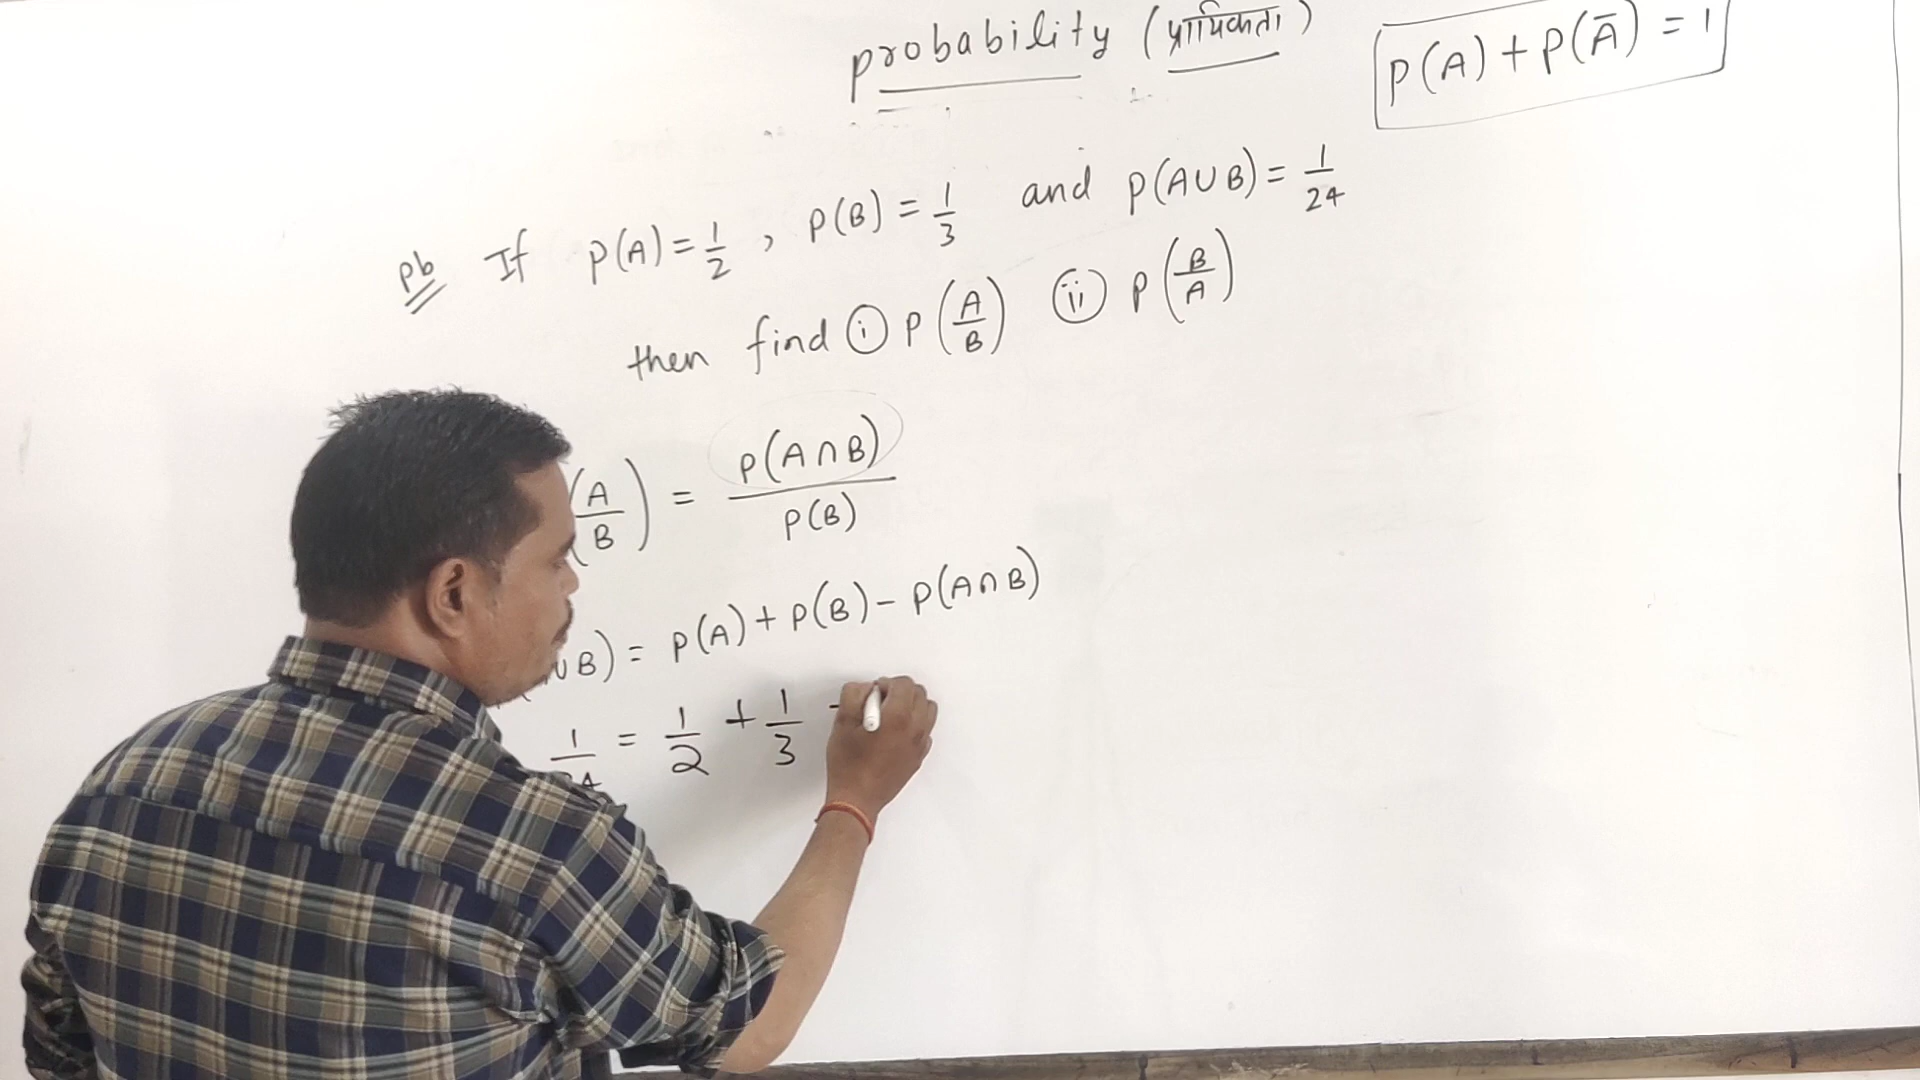 probability (प्रायिकता)
P(A) + P(Ā) = 1
Pb If P(A) = 1/2 , P(B) = 1/3 and P(A∪B) = 1/24
then find (i) P(A/B) (ii) P(B/A)
(A/B) = P(A∩B)/P(B)
∪B) = P(A) + P(B) - P(A∩B)
1/24 = 1/2 + 1/3 -